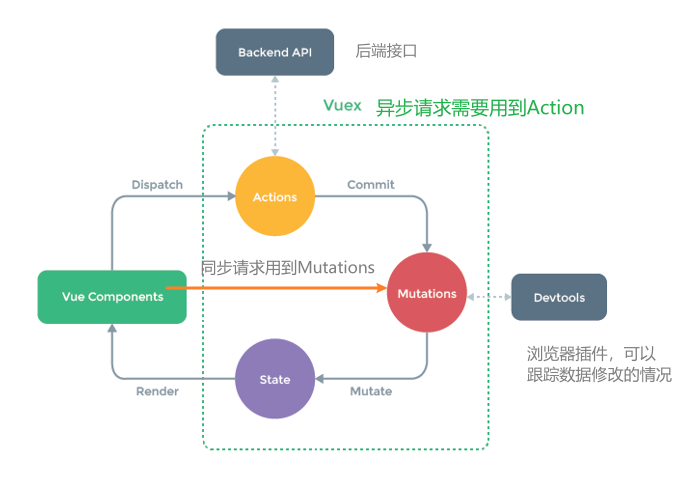 Backend API
后端接口
Vuex
异步请求需要用到Action
Dispatch
Actions
Commit
同步请求用到Mutations
Vue Components
Mutations
Devtools
浏览器插件，可以
跟踪数据修改的情况
State
Render
Mutate